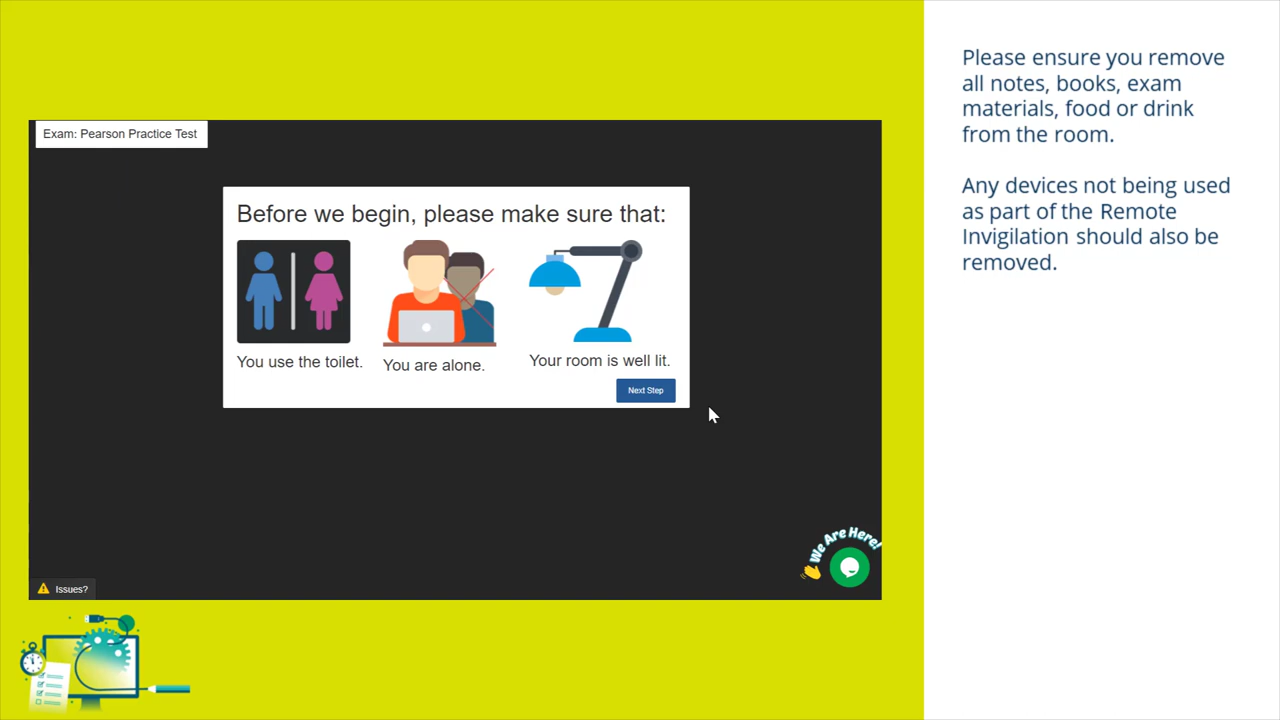 Exam: Pearson Practice Test
Before we begin, please make sure that:
You use the toilet.
You are alone.
Your room is well lit.
Next Step
We Are Here!
Issues?
Please ensure you remove
all notes, books, exam
materials, food or drink
from the room.
Any devices not being used
as part of the Remote
Invigilation should also be
removed.